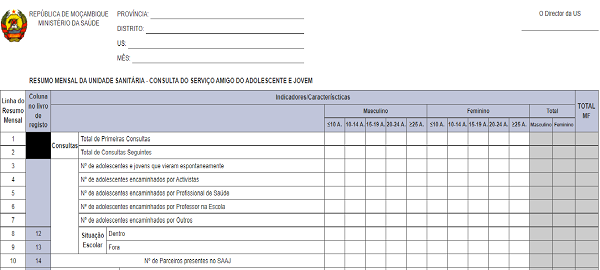 REPÚBLICA DE MOÇAMBIQUE
MINISTÉRIO DA SAÚDE
PROVÍNCIA:
DISTRITO:
US:
MÊS:
O Director da US
RESUMO MENSAL DA UNIDADE SANITÁRIA - CONSULTA DO SERVIÇO AMIGO DO ADOLESCENTE E JOVEM
Linha do Resumo Mensal
Coluna no livro de registo
Indicadores/Características
TOTAL MF
Masculino Feminino Total
≤10 A. 10-14 A. 15-19 A. 20-24 A. ≥25 A. ≤10 A. 10-14 A. 15-19 A. 20-24 A. ≥25 A. Masculino Feminino
Consultas
1 Total de Primeiras Consultas
2 Total de Consultas Seguintes
3 Nº de adolescentes e jovens que vieram espontaneamente
4 Nº de adolescentes encaminhados por Activistas
5 Nº de adolescentes encaminhados por Profissional de Saúde
6 Nº de adolescentes encaminhados por Professor na Escola
7 Nº de adolescentes encaminhados por Outros
Situação Escolar
8 12 Dentro
9 13 Fora
10 14 Nº de Parceiros presentes no SAAJ